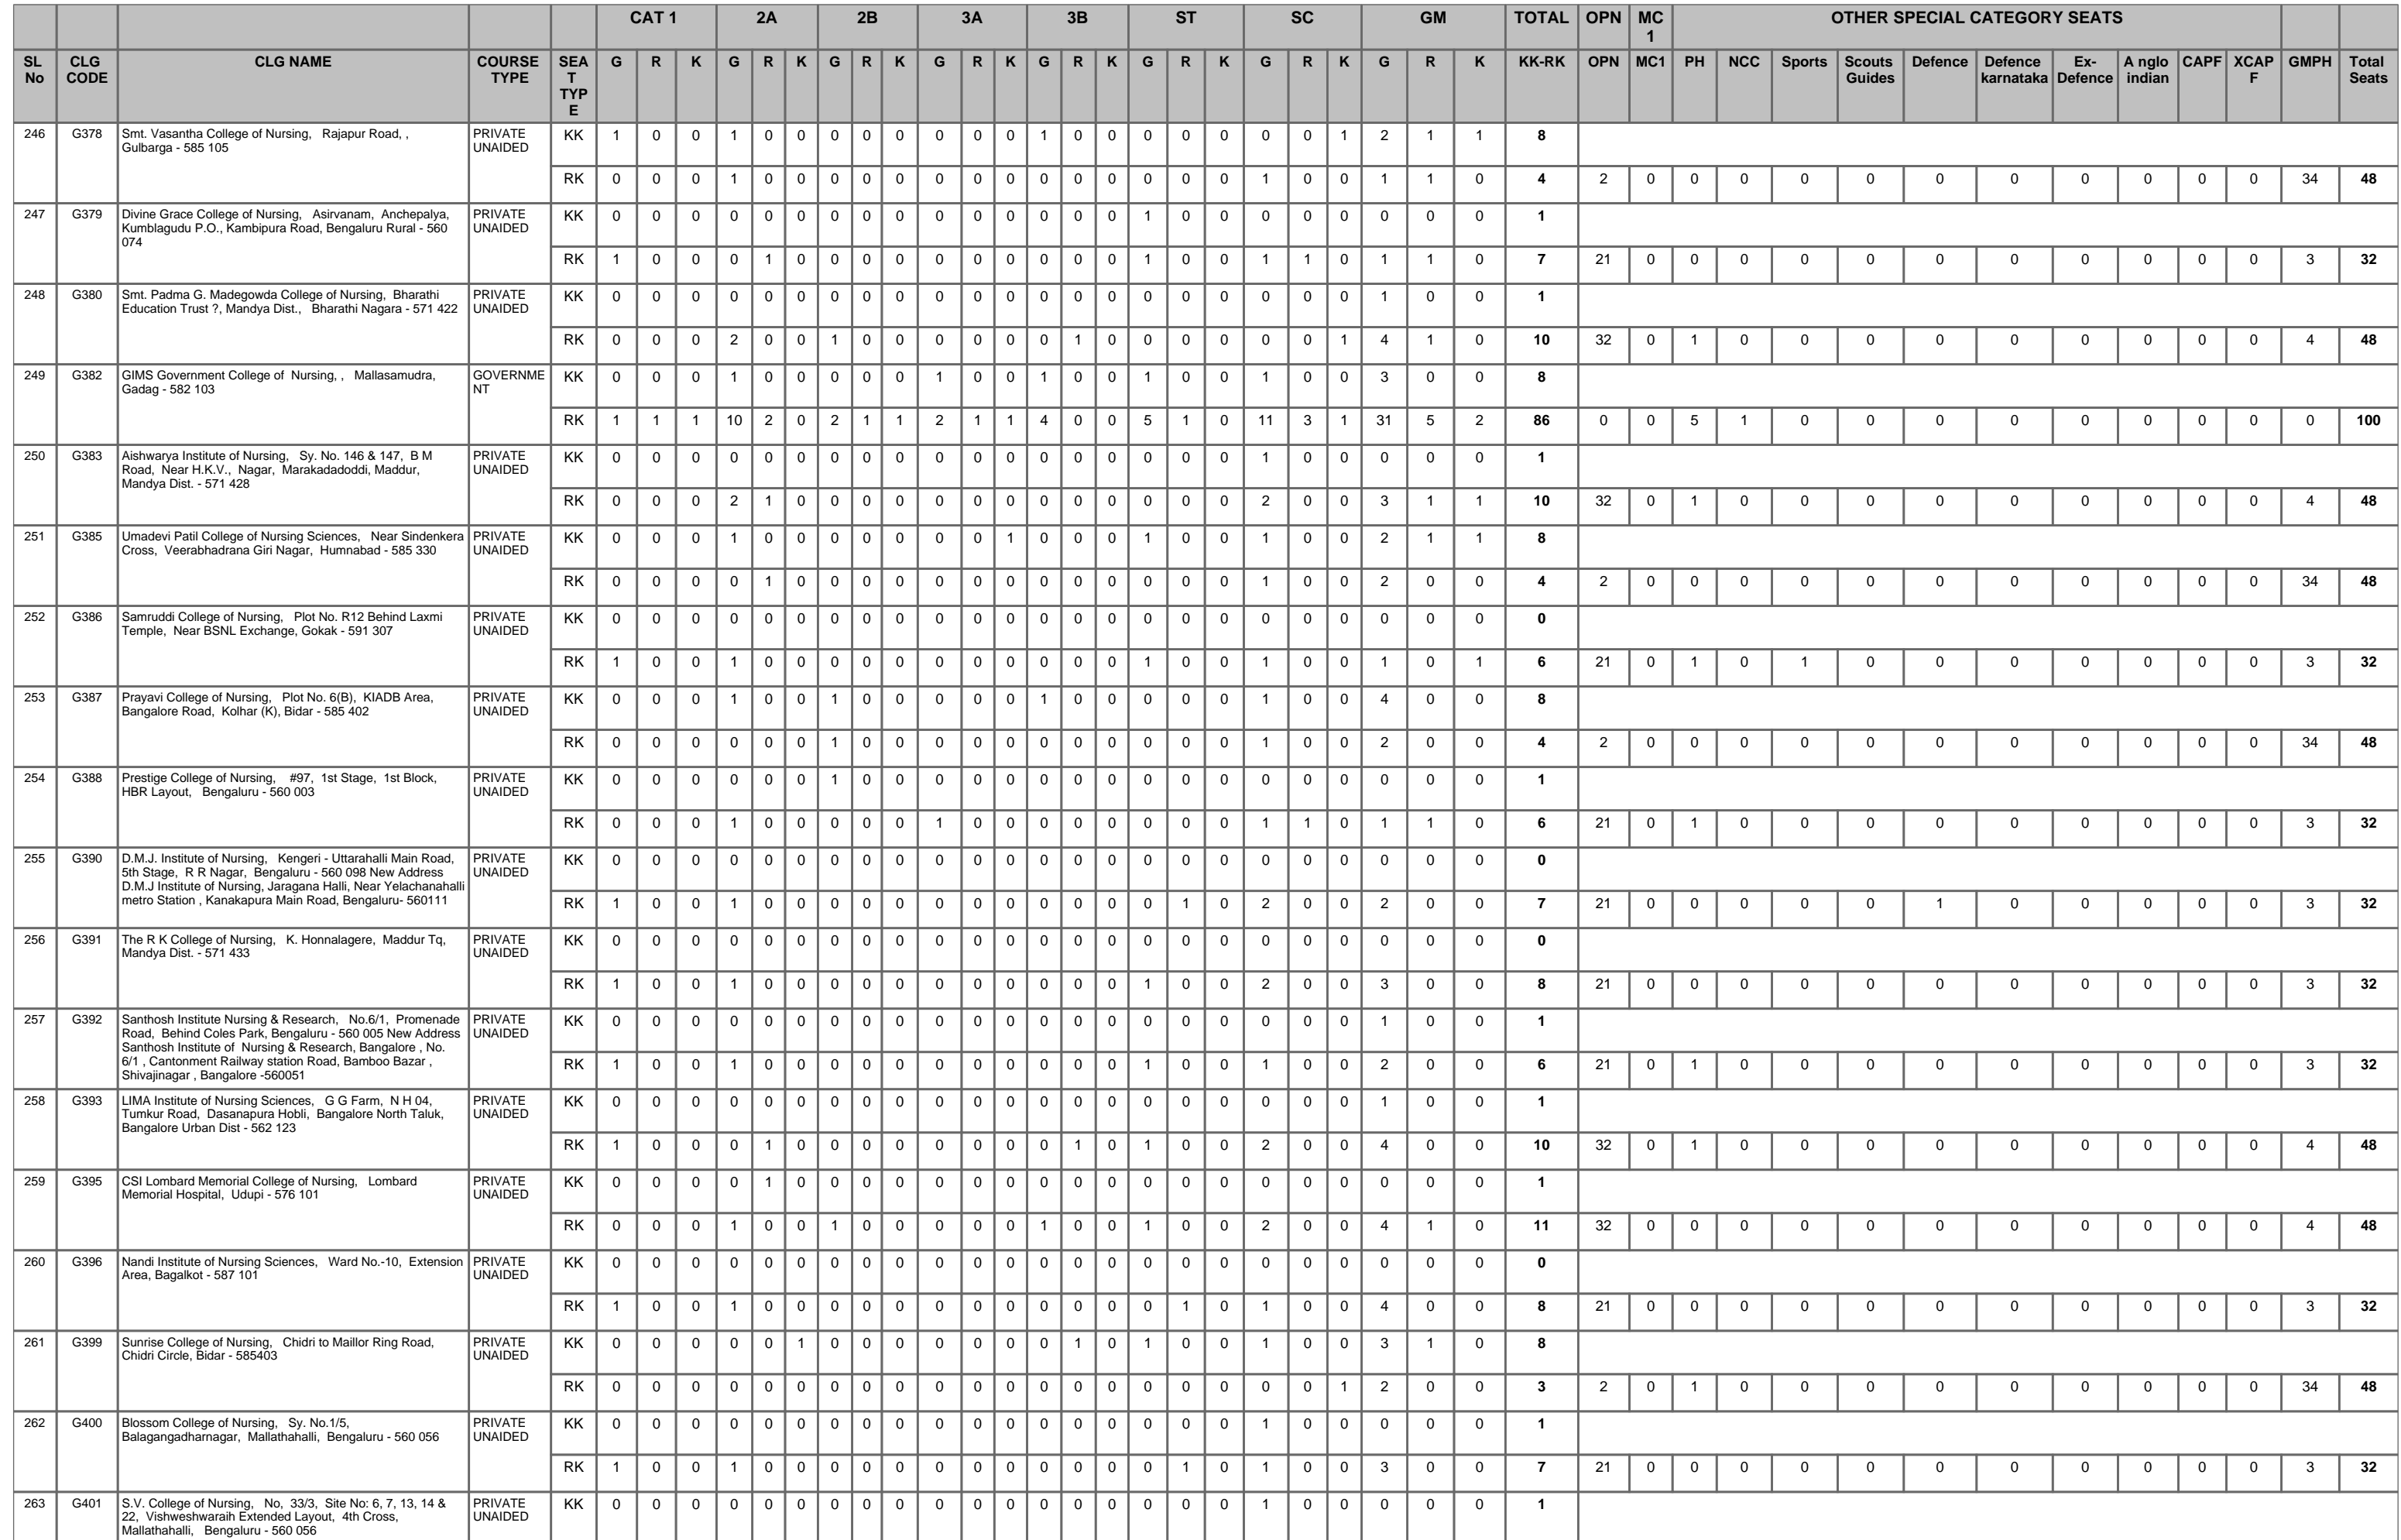 CAT 1 2A 2B 3A 3B ST SC GM TOTAL OPN MC 1 OTHER SPECIAL CATEGORY SEATS
SL No CLG CODE CLG NAME COURSE TYPE SEA T TYP E G R K G R K G R K G R K G R K G R K G R K G R K KK-RK OPN MC1 PH NCC Sports Scouts Guides Defence Defence karnataka Ex- Defence A nglo indian CAPF XCAP F GMPH Total Seats
246 G378 Smt. Vasantha College of Nursing, Rajapur Road, , PRIVATE KK 1 0 0 1 0 0 0 0 0 0 0 0 1 0 0 0 0 0 0 0 1 2 1 1 8
Gulbarga - 585 105 UNAIDED
RK 0 0 0 1 0 0 0 0 0 0 0 0 0 0 0 0 0 0 1 0 0 1 1 0 4 2 0 0 0 0 0 0 0 0 0 0 0 34 48
247 G379 Divine Grace College of Nursing, Asirvanam, Anchepalya, PRIVATE KK 0 0 0 0 0 0 0 0 0 0 0 0 0 0 0 1 0 0 0 0 0 0 0 0 1
Kumblagudu P.O., Kambipura Road, Bengaluru Rural - 560 UNAIDED
074
RK 1 0 0 0 1 0 0 0 0 0 0 0 0 0 0 1 0 0 1 1 0 1 1 0 7 21 0 0 0 0 0 0 0 0 0 0 0 3 32
248 G380 Smt. Padma G. Madegowda College of Nursing, Bharathi PRIVATE KK 0 0 0 0 0 0 0 0 0 0 0 0 0 0 0 0 0 0 0 0 0 1 0 0 1
Education Trust ?, Mandya Dist., Bharathi Nagara - 571 422 UNAIDED
RK 0 0 0 2 0 0 1 0 0 0 0 0 0 1 0 0 0 0 0 0 1 4 1 0 10 32 0 1 0 0 0 0 0 0 0 0 0 4 48
249 G382 GIMS Government College of Nursing, , Mallasamudra, GOVERNME KK 0 0 0 1 0 0 0 0 0 1 0 0 1 0 0 1 0 0 1 0 0 3 0 0 8
Gadag - 582 103 NT
RK 1 1 1 10 2 0 2 1 1 2 1 1 4 0 0 5 1 0 11 3 1 31 5 2 86 0 0 5 1 0 0 0 0 0 0 0 0 0 100
250 G383 Aishwarya Institute of Nursing, Sy. No. 146 & 147, B M PRIVATE KK 0 0 0 0 0 0 0 0 0 0 0 0 0 0 0 0 0 0 1 0 0 0 0 0 1
Road, Near H.K.V., Nagar, Marakadadoddi, Maddur, UNAIDED
Mandya Dist. - 571 428
RK 0 0 0 2 1 0 0 0 0 0 0 0 0 0 0 0 0 0 2 0 0 3 1 1 10 32 0 1 0 0 0 0 0 0 0 0 0 4 48
251 G385 Umadevi Patil College of Nursing Sciences, Near Sindenkera PRIVATE KK 0 0 0 1 0 0 0 0 0 0 0 1 0 0 0 1 0 0 1 0 0 2 1 1 8
Cross, Veerabhadrana Giri Nagar, Humnabad - 585 330 UNAIDED
RK 0 0 0 0 1 0 0 0 0 0 0 0 0 0 0 0 0 0 1 0 0 2 0 0 4 2 0 0 0 0 0 0 0 0 0 0 0 34 48
252 G386 Samruddi College of Nursing, Plot No. R12 Behind Laxmi PRIVATE KK 0 0 0 0 0 0 0 0 0 0 0 0 0 0 0 0 0 0 0 0 0 0 0 0 0
Temple, Near BSNL Exchange, Gokak - 591 307 UNAIDED
RK 1 0 0 1 0 0 0 0 0 0 0 0 0 0 0 1 0 0 1 0 0 1 0 1 6 21 0 1 0 1 0 0 0 0 0 0 0 3 32
253 G387 Prayavi College of Nursing, Plot No. 6(B), KIADB Area, PRIVATE KK 0 0 0 1 0 0 1 0 0 0 0 0 1 0 0 0 0 0 1 0 0 4 0 0 8
Bangalore Road, Kolhar (K), Bidar - 585 402 UNAIDED
RK 0 0 0 0 0 0 1 0 0 0 0 0 0 0 0 0 0 0 1 0 0 2 0 0 4 2 0 0 0 0 0 0 0 0 0 0 0 34 48
254 G388 Prestige College of Nursing, #97, 1st Stage, 1st Block, PRIVATE KK 0 0 0 0 0 0 1 0 0 0 0 0 0 0 0 0 0 0 0 0 0 0 0 0 1
HBR Layout, Bengaluru - 560 003 UNAIDED
RK 0 0 0 1 0 0 0 0 0 1 0 0 0 0 0 0 0 0 1 1 0 1 1 0 6 21 0 1 0 0 0 0 0 0 0 0 0 3 32
255 G390 D.M.J. Institute of Nursing, Kengeri - Uttarahalli Main Road, PRIVATE KK 0 0 0 0 0 0 0 0 0 0 0 0 0 0 0 0 0 0 0 0 0 0 0 0 0
5th Stage, R R Nagar, Bengaluru - 560 098 New Address UNAIDED
D.M.J Institute of Nursing, Jaragana Halli, Near Yelachanahalli
metro Station , Kanakapura Main Road, Bengaluru- 560111
RK 1 0 0 1 0 0 0 0 0 0 0 0 0 0 0 0 1 0 2 0 0 2 0 0 7 21 0 0 0 0 0 1 0 0 0 0 0 3 32
256 G391 The R K College of Nursing, K. Honnalagere, Maddur Tq, PRIVATE KK 0 0 0 0 0 0 0 0 0 0 0 0 0 0 0 0 0 0 0 0 0 0 0 0 0
Mandya Dist. - 571 433 UNAIDED
RK 1 0 0 1 0 0 0 0 0 0 0 0 0 0 0 1 0 0 2 0 0 3 0 0 8 21 0 0 0 0 0 0 0 0 0 0 0 3 32
257 G392 Santhosh Institute Nursing & Research, No.6/1, Promenade PRIVATE KK 0 0 0 0 0 0 0 0 0 0 0 0 0 0 0 0 0 0 0 0 0 1 0 0 1
Road, Behind Coles Park, Bengaluru - 560 005 New Address UNAIDED
Santhosh Institute of Nursing & Research, Bangalore , No.
6/1 , Cantonment Railway station Road, Bamboo Bazar ,
Shivajinagar , Bangalore -560051
RK 1 0 0 1 0 0 0 0 0 0 0 0 0 0 0 1 0 0 1 0 0 2 0 0 6 21 0 1 0 0 0 0 0 0 0 0 0 3 32
258 G393 LIMA Institute of Nursing Sciences, G G Farm, N H 04, PRIVATE KK 0 0 0 0 0 0 0 0 0 0 0 0 0 0 0 0 0 0 0 0 0 1 0 0 1
Tumkur Road, Dasanapura Hobli, Bangalore North Taluk, UNAIDED
Bangalore Urban Dist - 562 123
RK 1 0 0 0 1 0 0 0 0 0 0 0 0 1 0 1 0 0 2 0 0 4 0 0 10 32 0 1 0 0 0 0 0 0 0 0 0 4 48
259 G395 CSI Lombard Memorial College of Nursing, Lombard PRIVATE KK 0 0 0 0 1 0 0 0 0 0 0 0 0 0 0 0 0 0 0 0 0 0 0 0 1
Memorial Hospital, Udupi - 576 101 UNAIDED
RK 0 0 0 1 0 0 1 0 0 0 0 0 1 0 0 1 0 0 2 0 0 4 1 0 11 32 0 0 0 0 0 0 0 0 0 0 0 4 48
260 G396 Nandi Institute of Nursing Sciences, Ward No.-10, Extension PRIVATE KK 0 0 0 0 0 0 0 0 0 0 0 0 0 0 0 0 0 0 0 0 0 0 0 0 0
Area, Bagalkot - 587 101 UNAIDED
RK 1 0 0 1 0 0 0 0 0 0 0 0 0 0 0 0 1 0 1 0 0 4 0 0 8 21 0 0 0 0 0 0 0 0 0 0 0 3 32
261 G399 Sunrise College of Nursing, Chidri to Maillor Ring Road, PRIVATE KK 0 0 0 0 0 1 0 0 0 0 0 0 0 1 0 1 0 0 1 0 0 3 1 0 8
Chidri Circle, Bidar - 585403 UNAIDED
RK 0 0 0 0 0 0 0 0 0 0 0 0 0 0 0 0 0 0 0 0 1 2 0 0 3 2 0 1 0 0 0 0 0 0 0 0 0 34 48
262 G400 Blossom College of Nursing, Sy. No.1/5, PRIVATE KK 0 0 0 0 0 0 0 0 0 0 0 0 0 0 0 0 0 0 1 0 0 0 0 0 1
Balagangadharnagar, Mallathahalli, Bengaluru - 560 056 UNAIDED
RK 1 0 0 1 0 0 0 0 0 0 0 0 0 0 0 0 1 0 1 0 0 3 0 0 7 21 0 0 0 0 0 0 0 0 0 0 0 3 32
263 G401 S.V. College of Nursing, No, 33/3, Site No: 6, 7, 13, 14 & PRIVATE KK 0 0 0 0 0 0 0 0 0 0 0 0 0 0 0 0 0 0 1 0 0 0 0 0 1
22, Vishweshwaraih Extended Layout, 4th Cross, UNAIDED
Mallathahalli, Bengaluru - 560 056